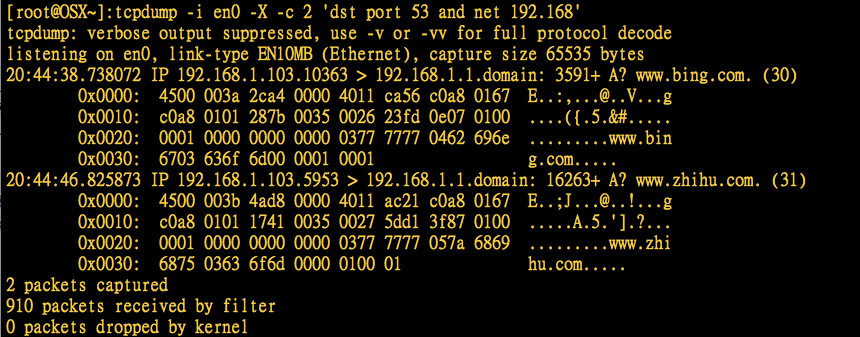 [root@OSX~]:tcpdump -i en0 -X -c 2 'dst port 53 and net 192.168'
tcpdump: verbose output suppressed, use -v or -vv for full protocol decode
listening on en0, link-type EN10MB (Ethernet), capture size 65535 bytes
20:44:38.738072 IP 192.168.1.103.10363 > 192.168.1.1.domain: 3591+ A? www.bing.com. (30)
0x0000:  4500 003a 2ca4 0000 4011 ca56 c0a8 0167  E..:,...@..V...g
0x0010:  c0a8 0101 287b 0035 0026 23fd 0e07 0100  ....({.5.&#.....
0x0020:  0001 0000 0000 0000 0377 7777 0462 696e  .........www.bin
0x0030:  6703 636f 6d00 0001 0001  g.com.....
20:44:46.825873 IP 192.168.1.103.5953 > 192.168.1.1.domain: 16263+ A? www.zhihu.com. (31)
0x0000:  4500 003b 4ad8 0000 4011 ac21 c0a8 0167  E..;J...@..!...g
0x0010:  c0a8 0101 1741 0035 0027 5dd1 3f87 0100  .....A.5.'].?...
0x0020:  0001 0000 0000 0000 0377 7777 057a 6869  .........www.zhi
0x0030:  6875 0363 6f6d 0000 0100 01  hu.com.....
2 packets captured
910 packets received by filter
0 packets dropped by kernel